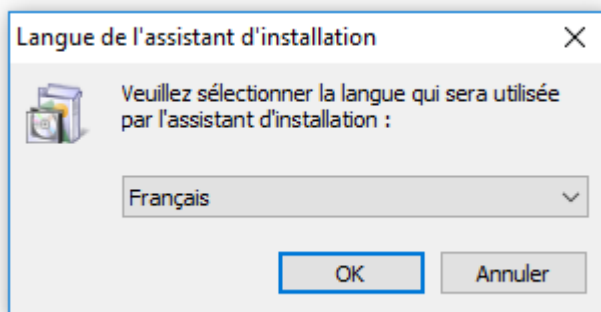 Langue de l'assistant d'installation
Veuillez sélectionner la langue qui sera utilisée
par l'assistant d'installation :
Français
OK
Annuler